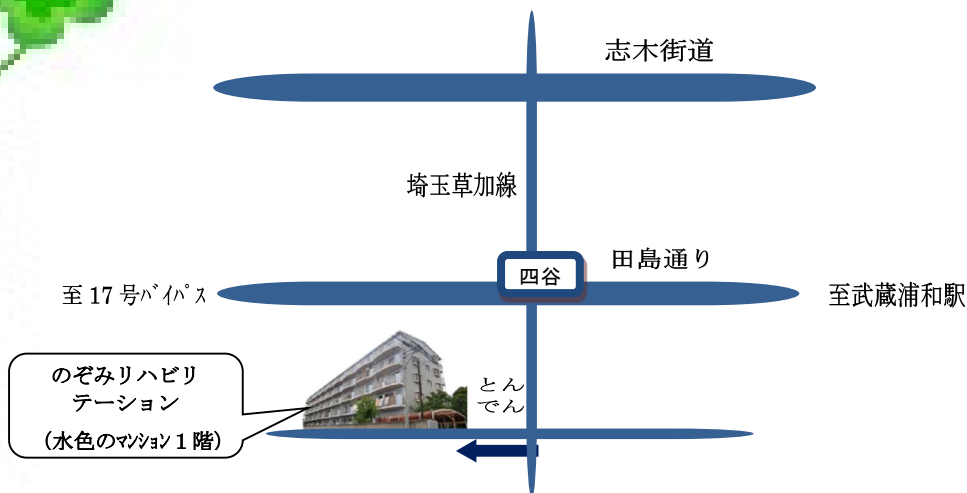 志木街道
埼玉草加線
田島通り
四谷
至17号ﾊﾞｲﾊﾟｽ
至武蔵浦和駅
のぞみリハビリ
テーション
(水色のﾏﾝｼｮﾝ１階)
とん
でん